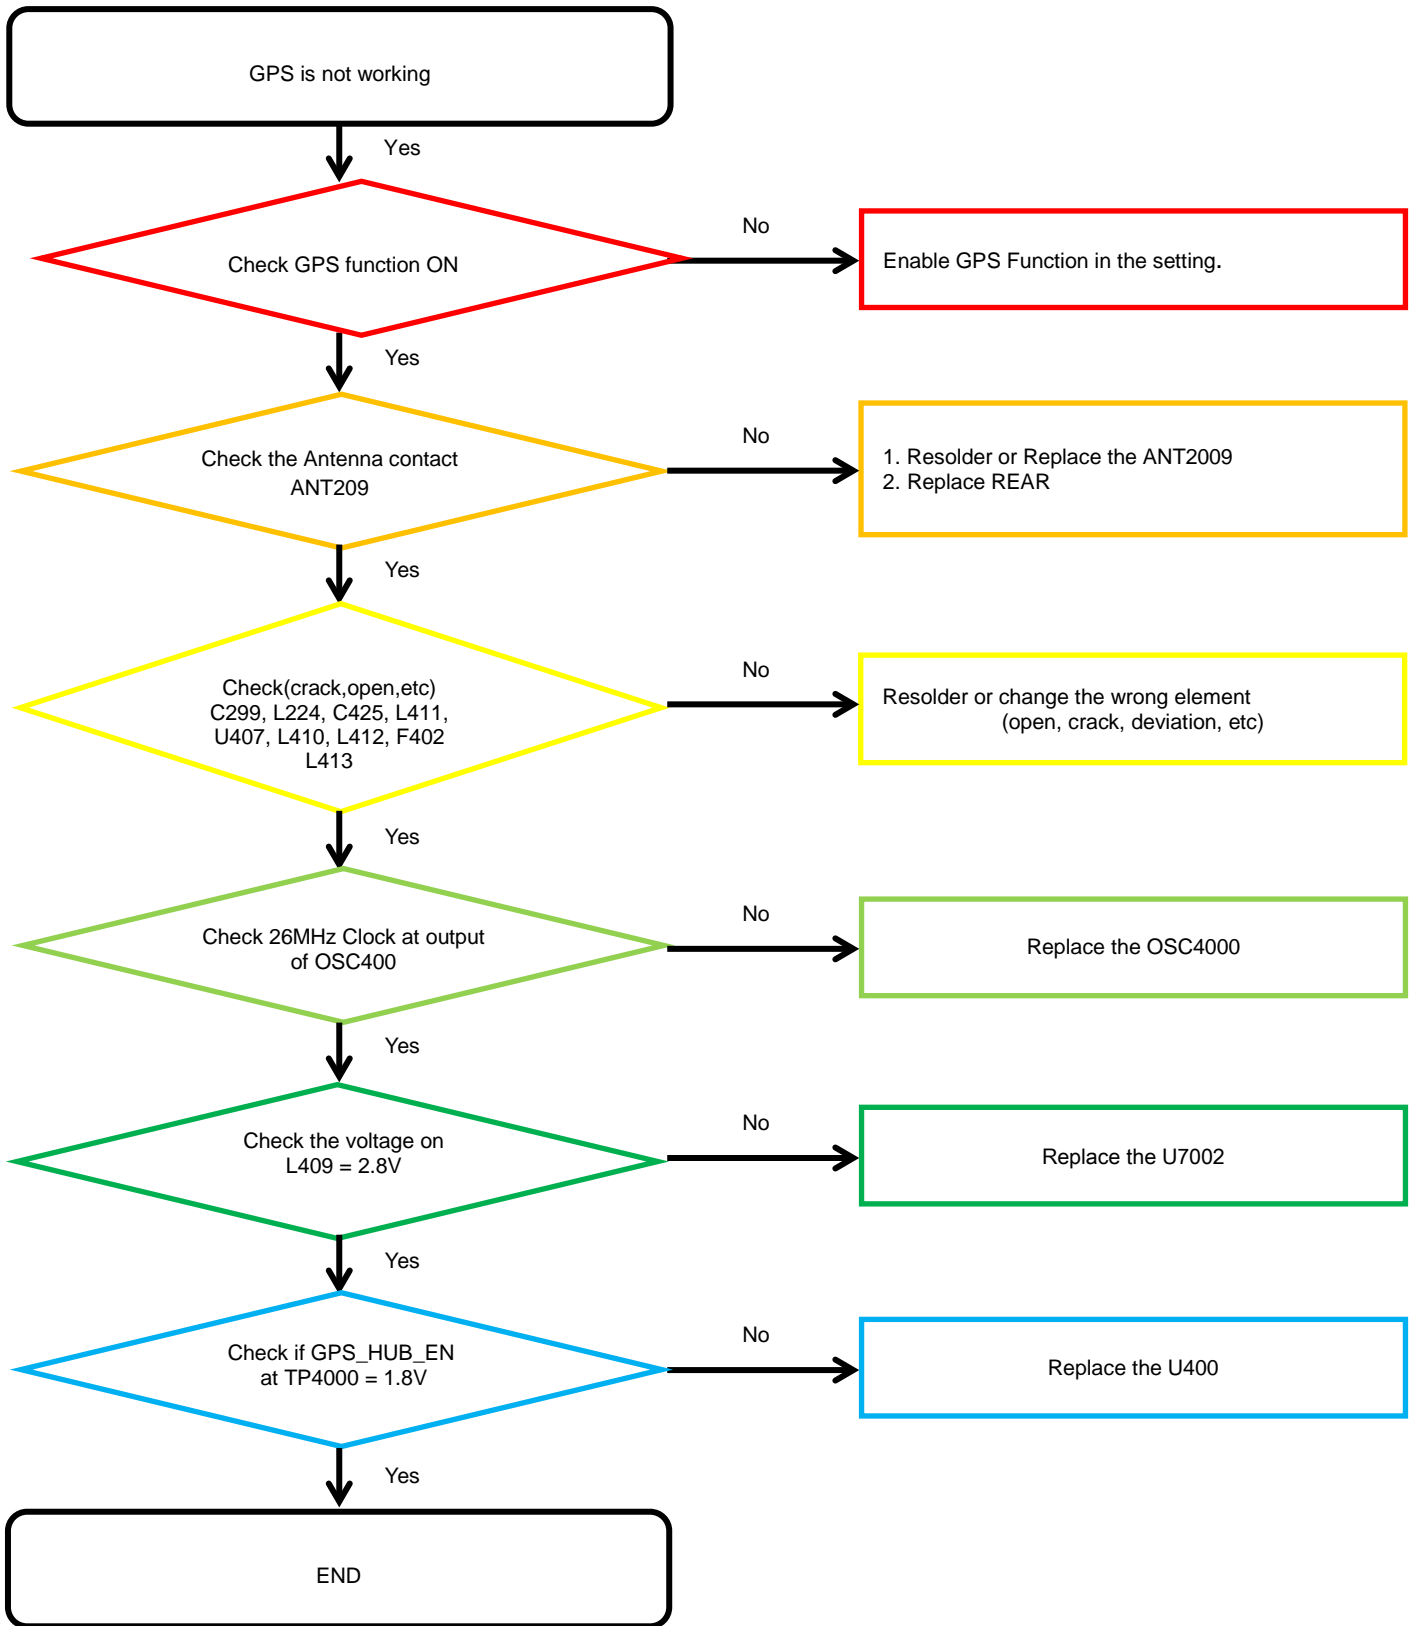 GPS is not working
Yes
Check GPS function ON
No
Enable GPS Function in the setting.
Yes
Check the Antenna contact
ANT209
No
1. Resolder or Replace the ANT2009
2. Replace REAR
Yes
Check(crack,open,etc)
C299, L224, C425, L411,
U407, L410, L412, F402
L413
No
Resolder or change the wrong element
(open, crack, deviation, etc)
Yes
Check 26MHz Clock at output
of OSC400
No
Replace the OSC4000
Yes
Check the voltage on
L409 = 2.8V
No
Replace the U7002
Yes
Check if GPS_HUB_EN
at TP4000 = 1.8V
No
Replace the U400
Yes
END